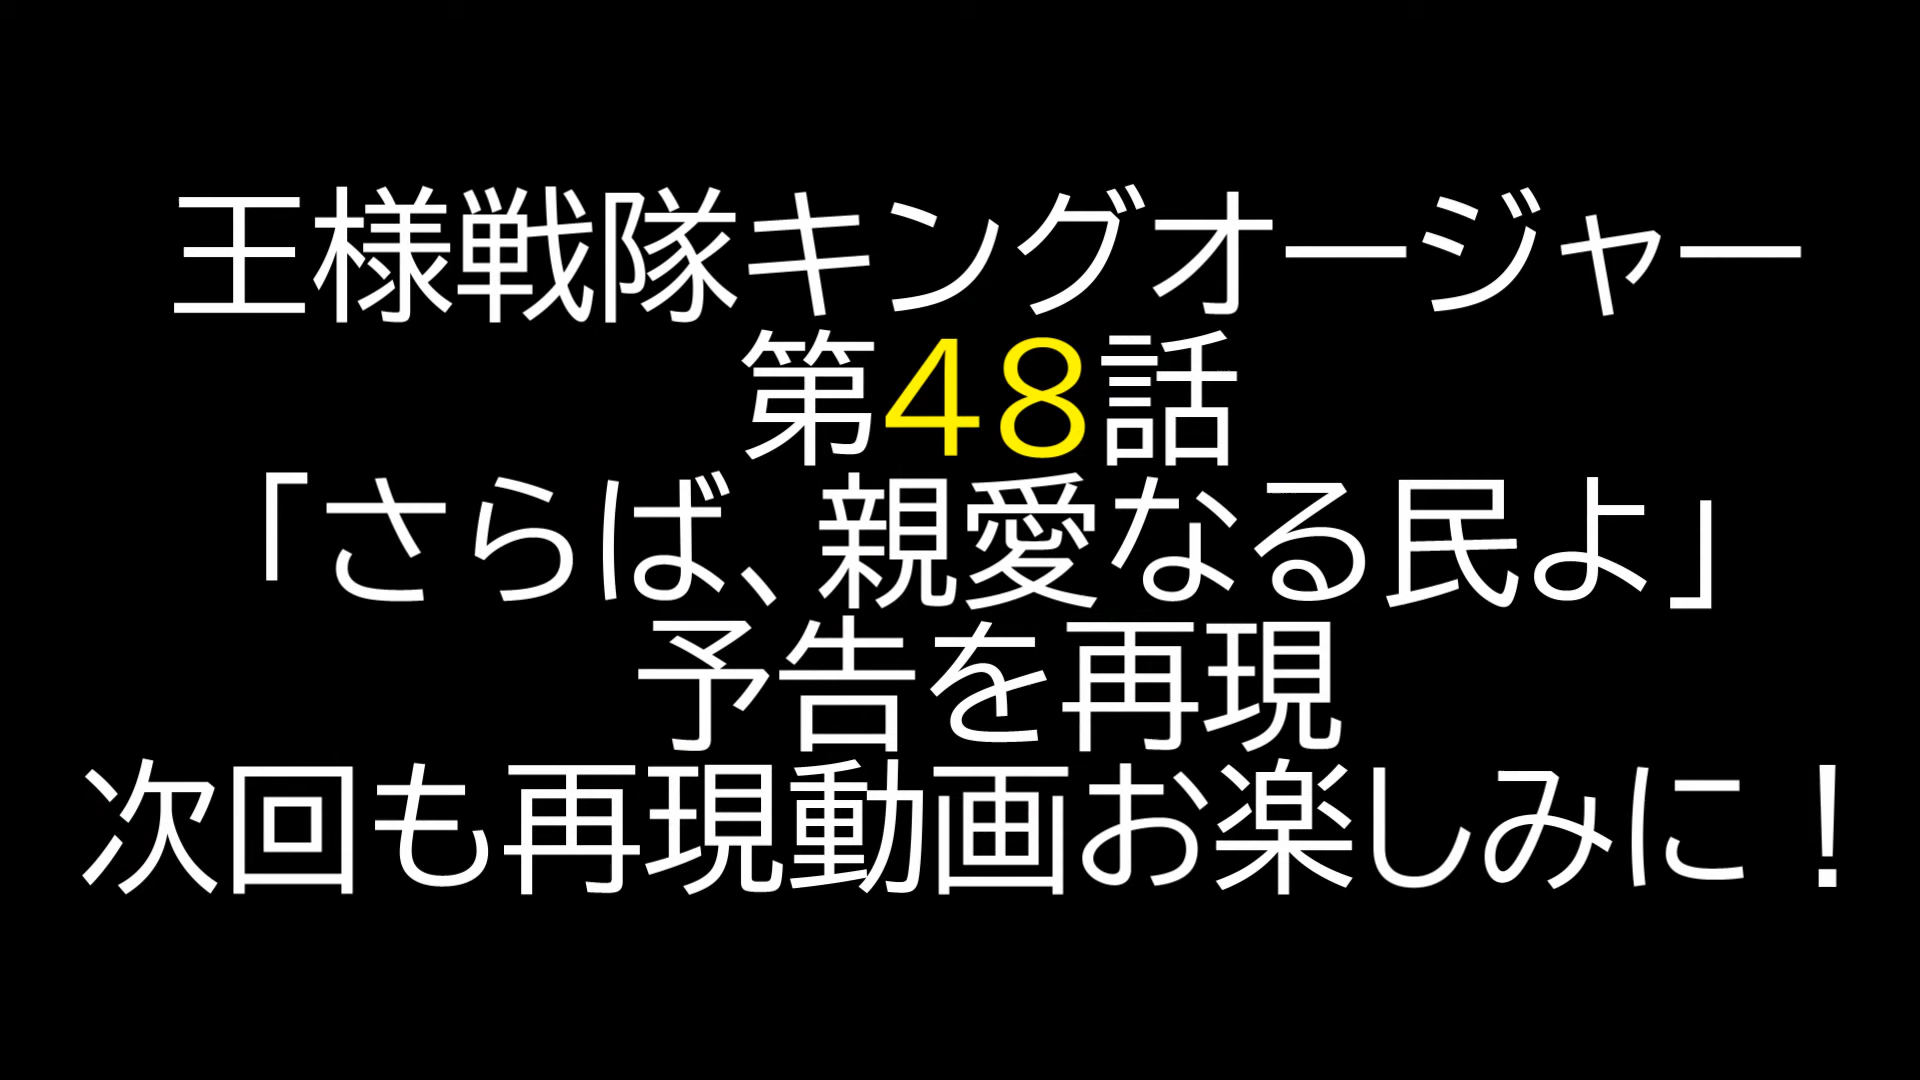 王様戦隊キングオージャー
第48話
「さらば、親愛なる民よ」
予告を再現
次回も再現動画お楽しみに！